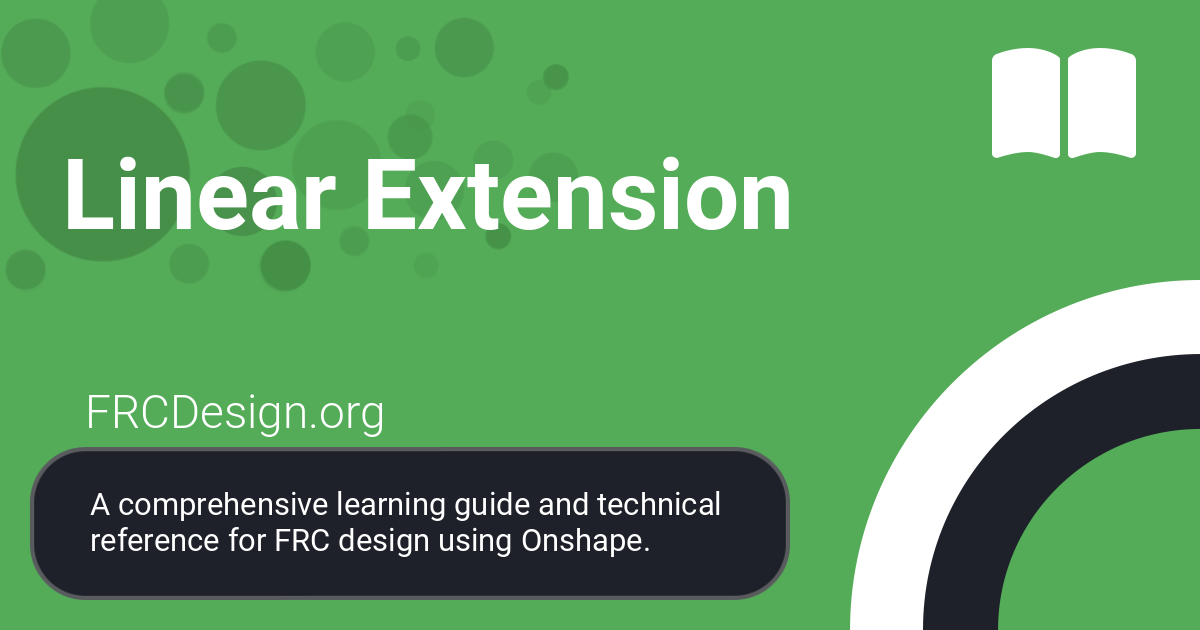 Linear Extension
FRCDesign.org
A comprehensive learning guide and technical
reference for FRC design using Onshape.